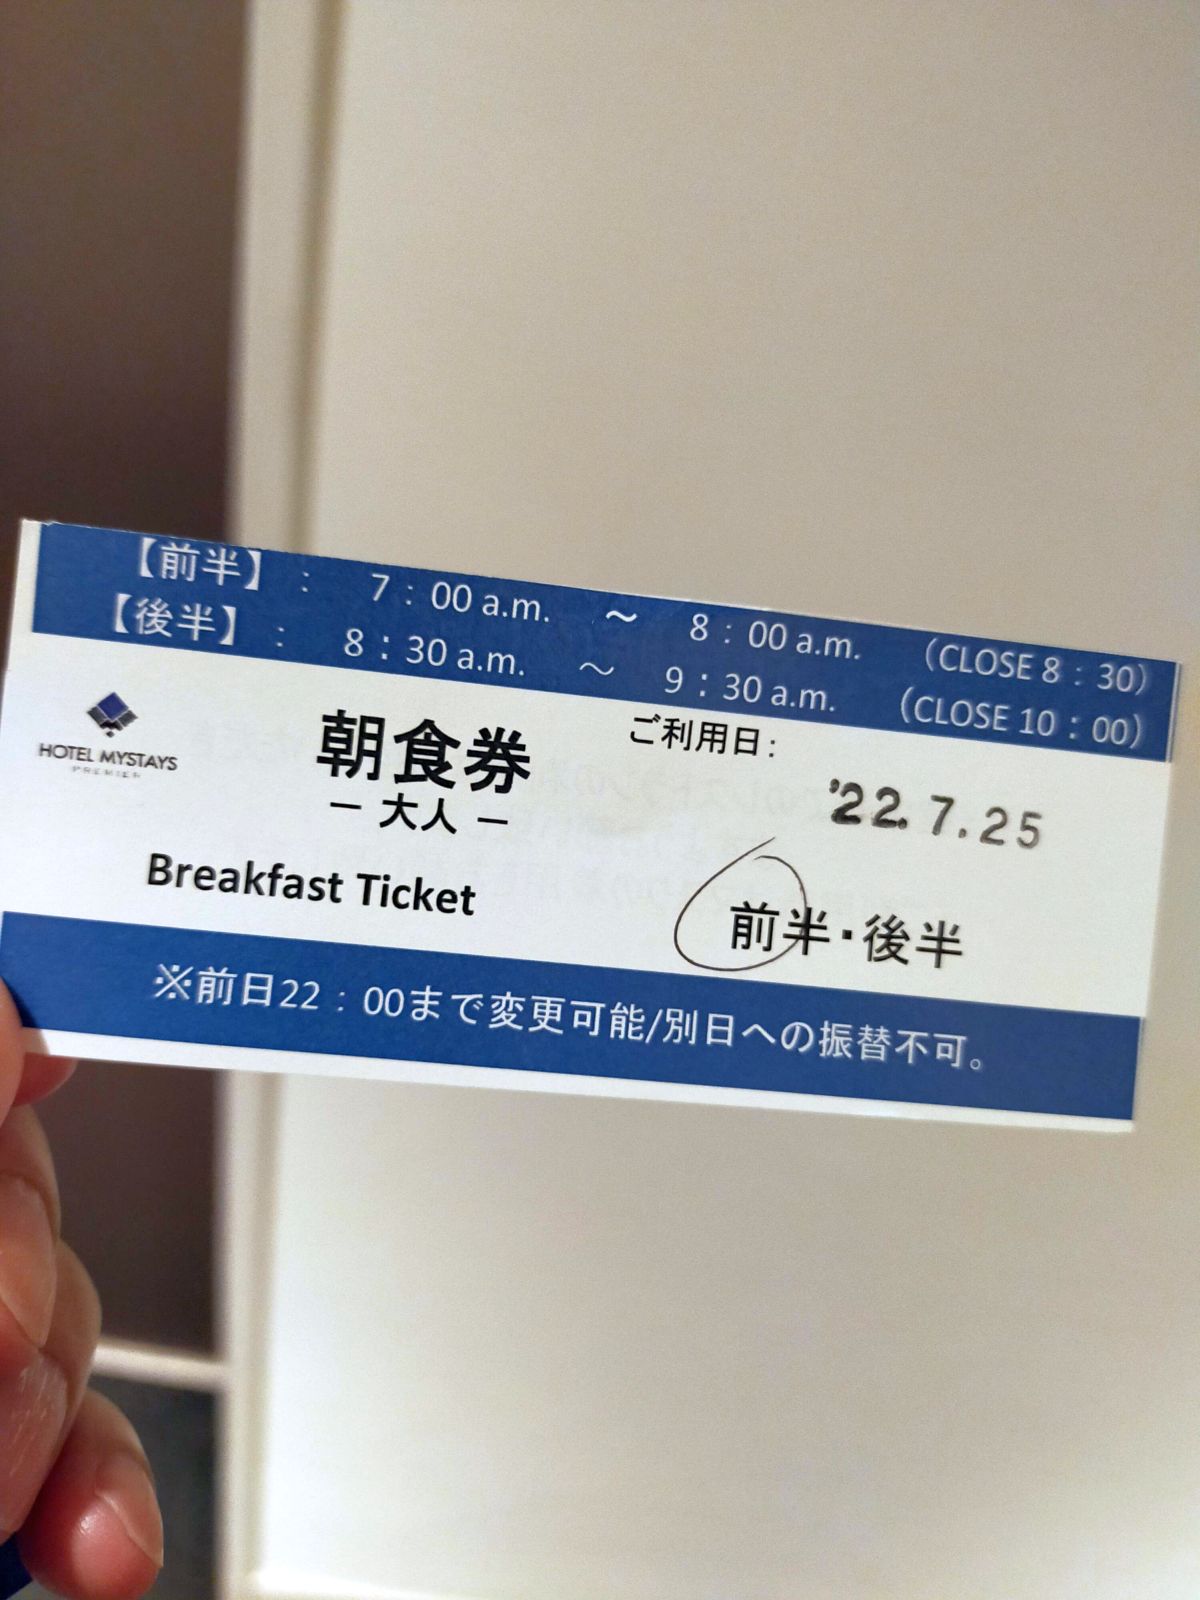 【前半】 : 7:00 a.m. ～ 8:00 a.m. (CLOSE 8:30)
【後半】 : 8:30 a.m. ～ 9:30 a.m. (CLOSE 10:00)
HOTEL MYSTAYS
PREMIER
朝食券
― 大人 ―
Breakfast Ticket
ご利用日:
'22.7.25
前半・後半
※前日22:00まで変更可能/別日への振替不可。